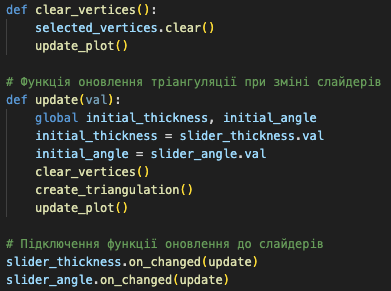 def clear_vertices():
    selected_vertices.clear()
    update_plot()
# Функція оновлення тріангуляції при зміні слайдерів
def update(val):
    global initial_thickness, initial_angle
    initial_thickness = slider_thickness.val
    initial_angle = slider_angle.val
    clear_vertices()
    create_triangulation()
    update_plot()
# Підключення функції оновлення до слайдерів
slider_thickness.on_changed(update)
slider_angle.on_changed(update)